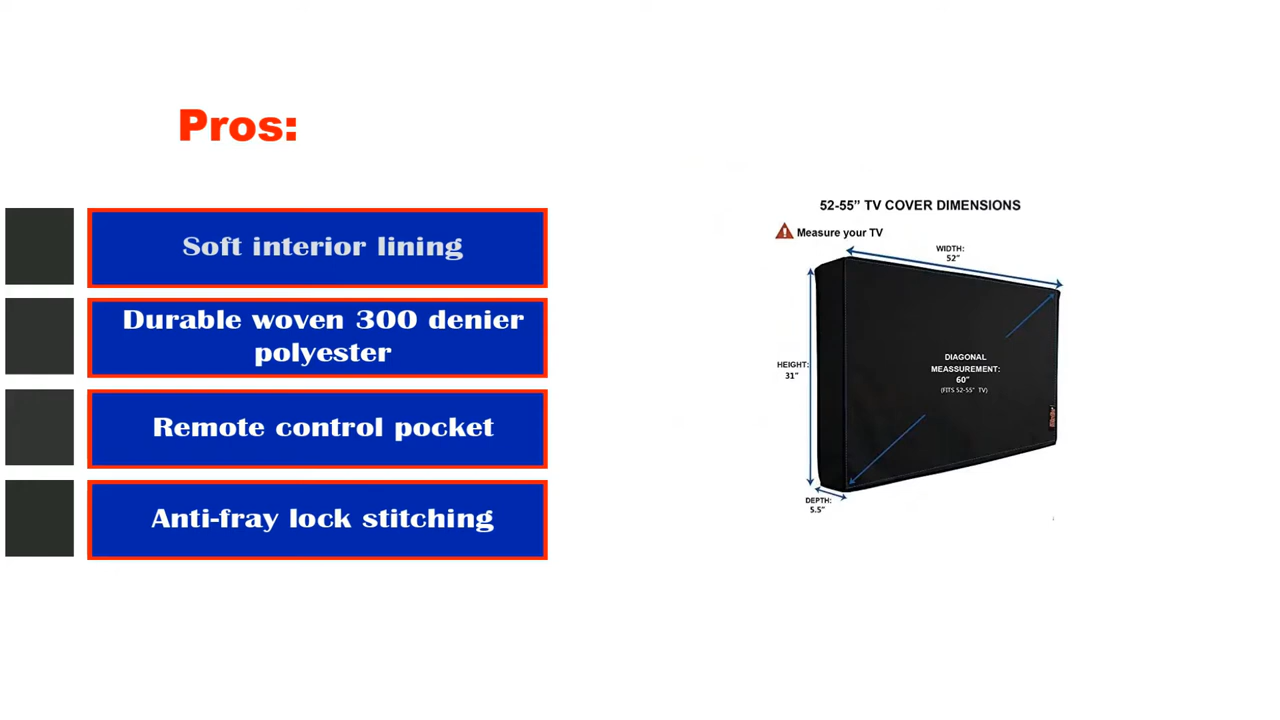 Pros:
Soft interior lining
Durable woven 300 denier
polyester
Remote control pocket
Anti-fray lock stitching
52-55” TV COVER DIMENSIONS
Measure your TV
WIDTH:
52”
HEIGHT:
31”
DIAGONAL
MEASSUREMENT:
60”
(FITS 52-55” TV)
DEPTH:
5.5”